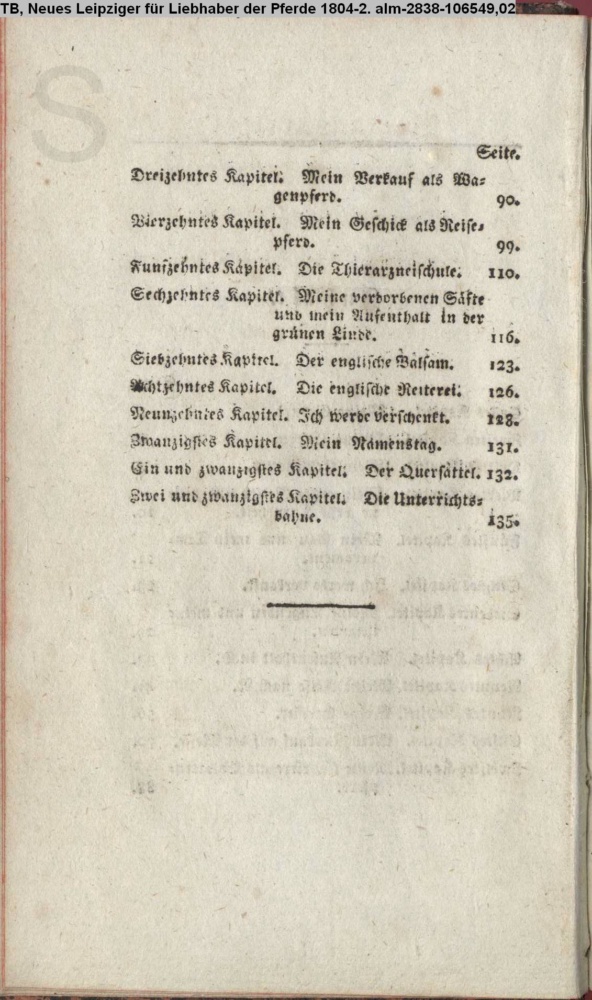 TB, Neues Leipziger für Liebhaber der Pferde 1804-2. alm-2838-106549,02
S
Seite.
Dreizehntes Kapitel. Mein Verkauf als Wa-
genpferd. 90.
Vierzehntes Kapitel. Mein Geschick als Reise-
pferd. 99.
Funfzehntes Kapitel. Die Thierarzneischule. 110.
Sechzehntes Kapitel. Meine verdorbenen Säfte
und mein Aufenthalt in der
grünen Linde. 116.
Siebzehntes Kapitel. Der englische Balsam. 123.
Achtzehntes Kapitel. Die englische Reiterei. 126.
Neunzehntes Kapitel. Ich werde verschenkt. 128.
Zwanzigstes Kapitel. Mein Namenstag. 131.
Ein und zwanzigstes Kapitel. Der Quersattel. 132.
Zwei und zwanzigstes Kapitel. Die Unterrichts-
bahne. 135.